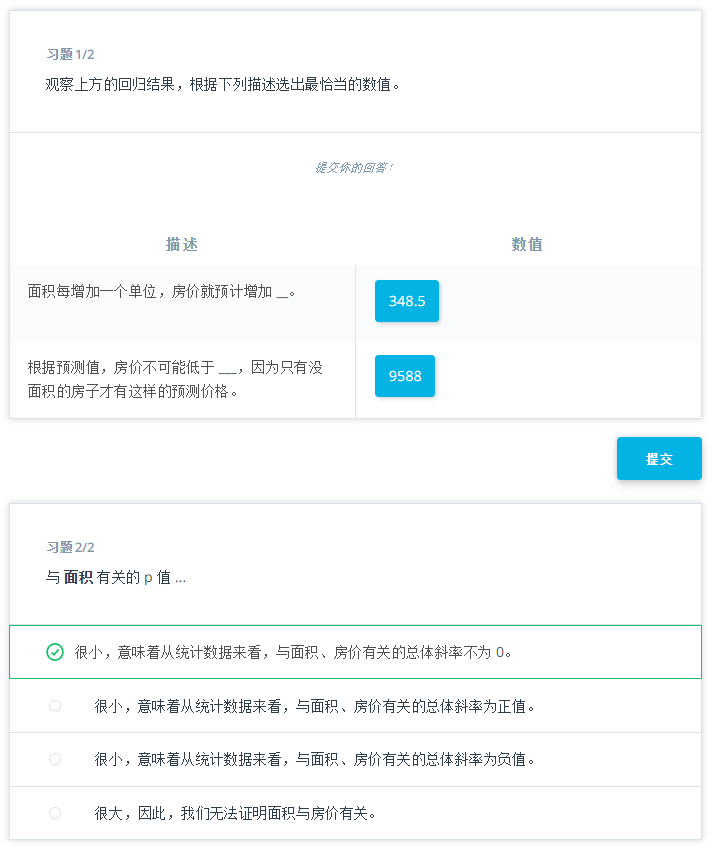 习题 1/2
观察上方的回归结果，根据下列描述选出最恰当的数值。
提交你的回答！
描述
数值
面积每增加一个单位，房价就预计增加 __。
348.5
根据预测值，房价不可能低于 ___，因为只有没
面积的房子才有这样的预测价格。
9588
提交
习题 2/2
与 面积 有关的 p 值 ...
很小，意味着从统计数据来看，与面积、房价有关的总体斜率不为 0。
很小，意味着从统计数据来看，与面积、房价有关的总体斜率为正值。
很小，意味着从统计数据来看，与面积、房价有关的总体斜率为负值。
很大，因此，我们无法证明面积与房价有关。